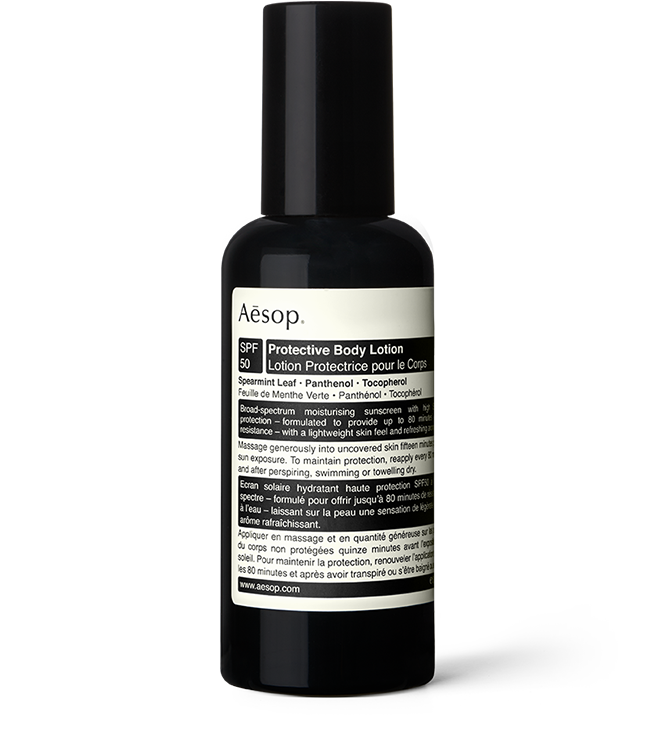 Aēsop®
SPF
50
Protective Body Lotion
Lotion Protectrice pour le Corps
Spearmint Leaf · Panthenol · Tocopherol
Feuille de Menthe Verte · Panthénol · Tocophérol
Broad-spectrum moisturising sunscreen with high
protection – formulated to provide up to 80 minutes
resistance – with a lightweight skin feel and refreshing
Massage generously into uncovered skin fifteen minutes
sun exposure. To maintain protection, reapply every 80
and after perspiring, swimming or towelling dry.
Ecran solaire hydratant haute protection SPF50
spectre – formulé pour offrir jusqu'à 80 minutes de
à l'eau – laissant sur la peau une sensation de
arôme rafraîchissant.
Appliquer en massage et en quantité généreuse sur
du corps non protégées quinze minutes avant
soleil. Pour maintenir la protection, renouveler
les 80 minutes et après avoir transpiré ou s'être baigné
www.aesop.com